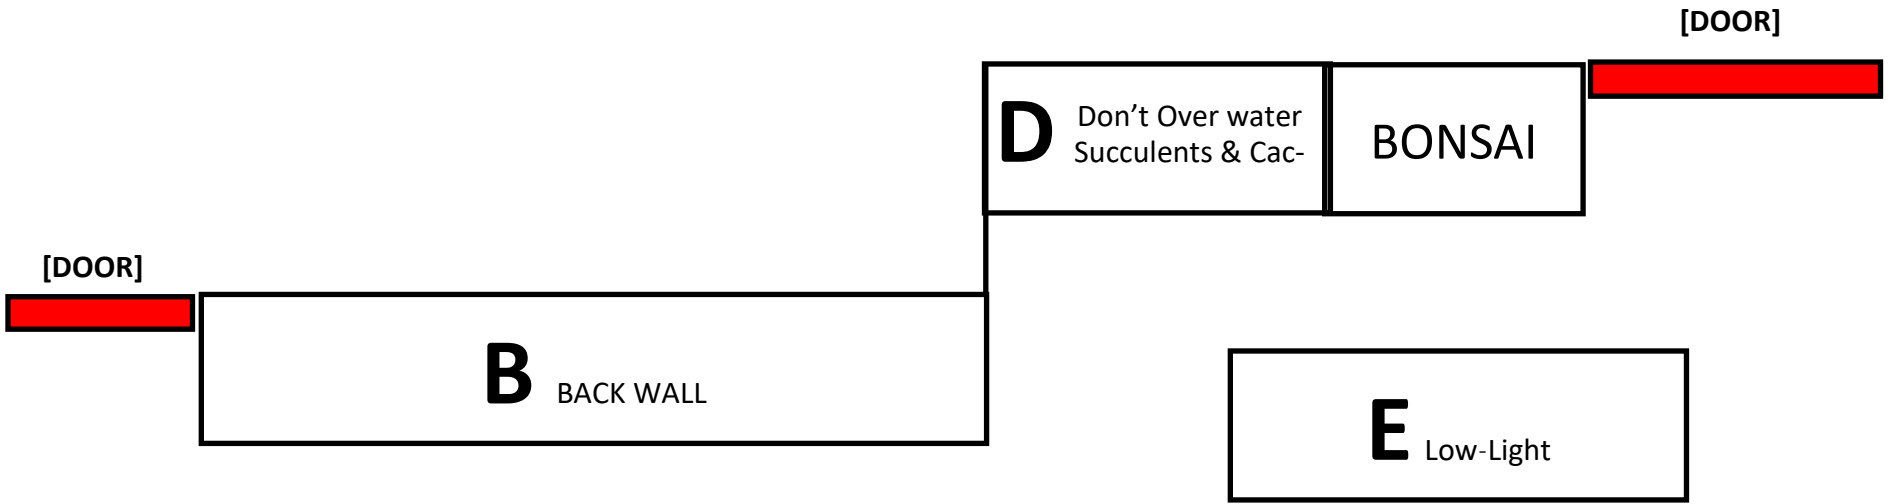 [DOOR]
D Don’t Over water
Succulents & Cac-
BONSAI
[DOOR]
B BACK WALL
E Low-Light